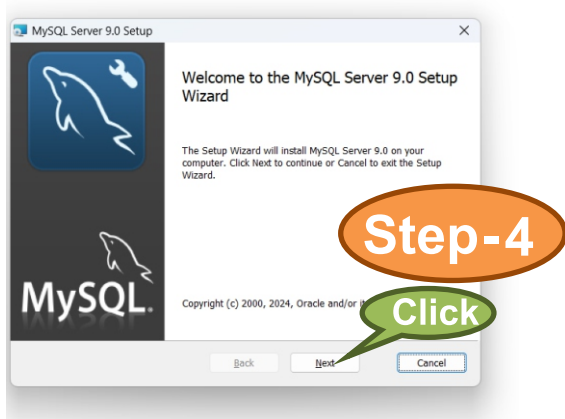 MySQL Server 9.0 Setup
Welcome to the MySQL Server 9.0 Setup
Wizard
The Setup Wizard will install MySQL Server 9.0 on your
computer. Click Next to continue or Cancel to exit the Setup
Wizard.
Step-4
MySQL.
Copyright (c) 2000, 2024, Oracle and/or
Click
Back
Next
Cancel